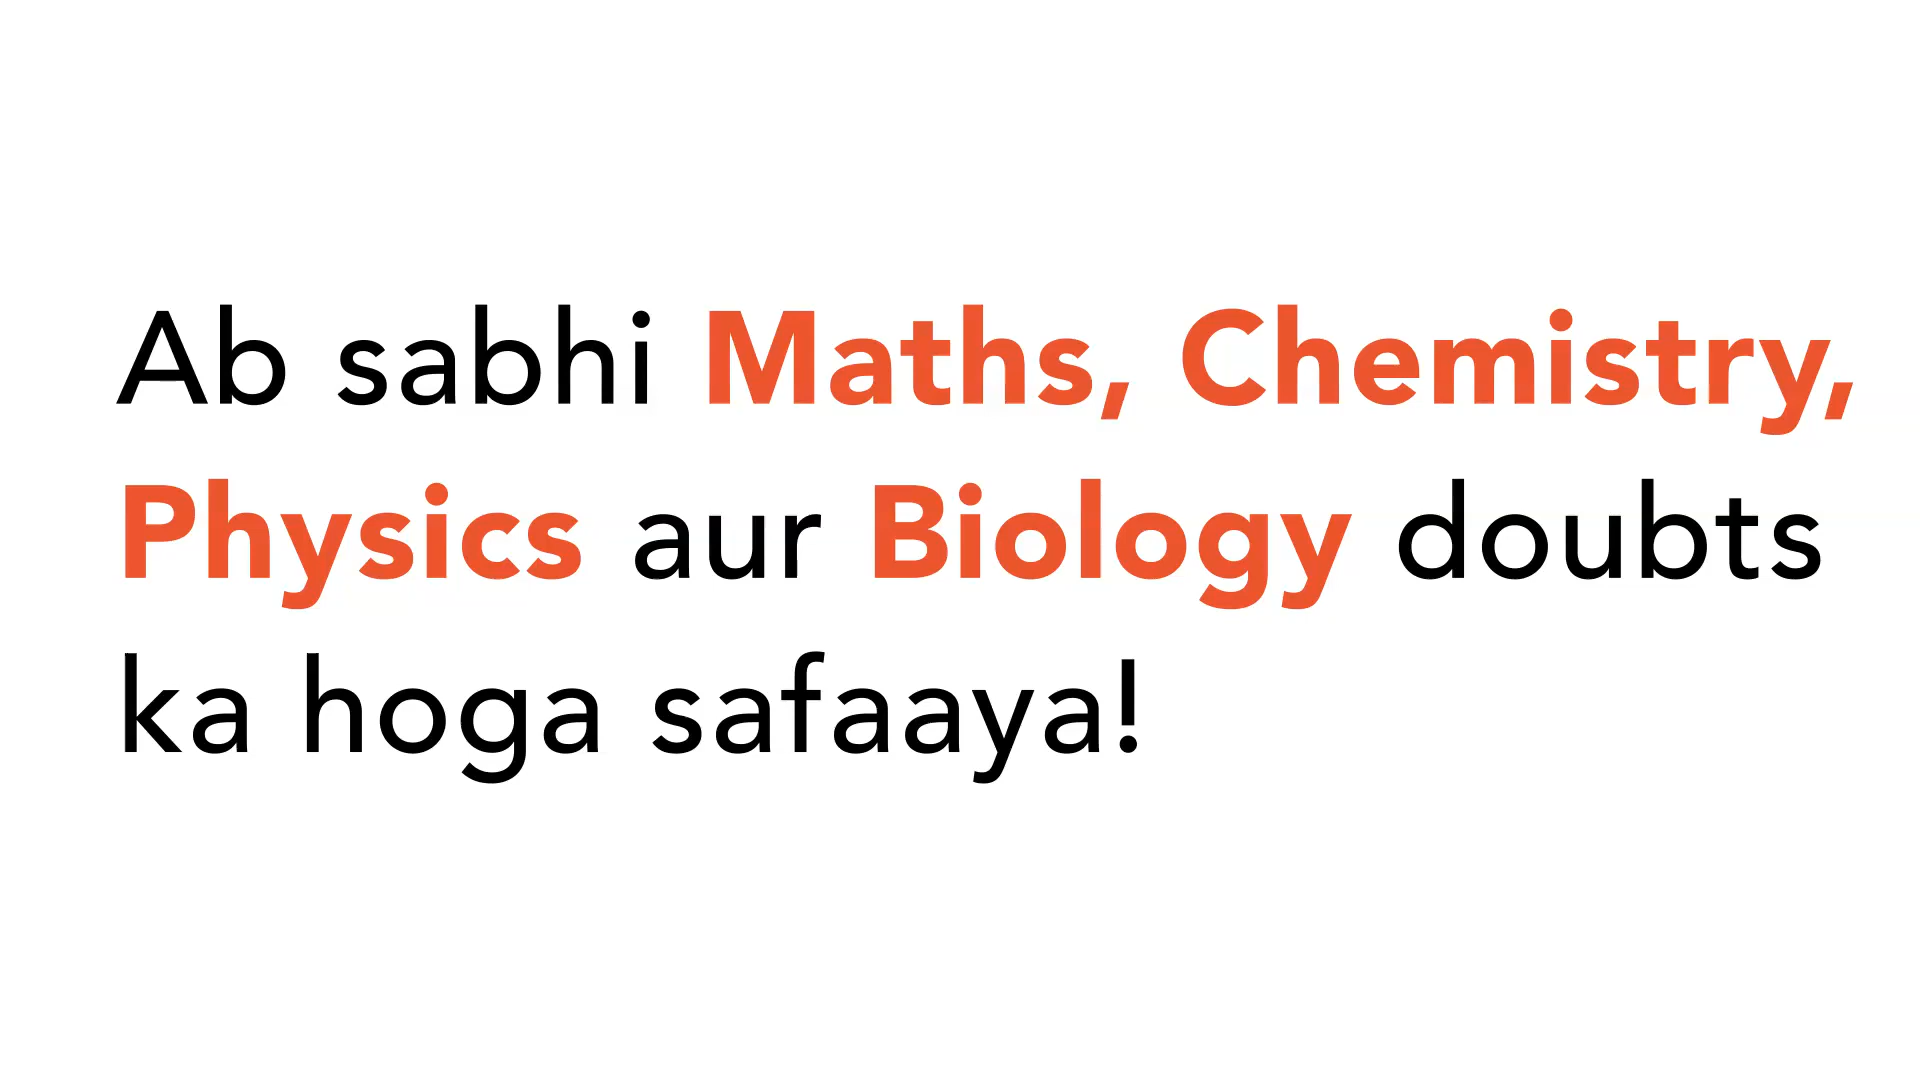 Ab sabhi Maths, Chemistry,
Physics aur Biology doubts
ka hoga safaaya!